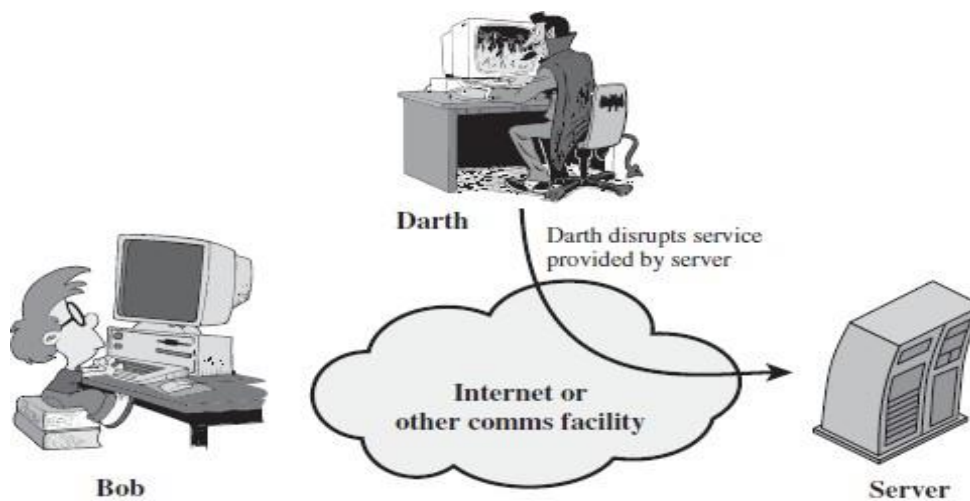 Darth
Darth disrupts service
provided by server
Internet or
other comms facility
Bob
Server